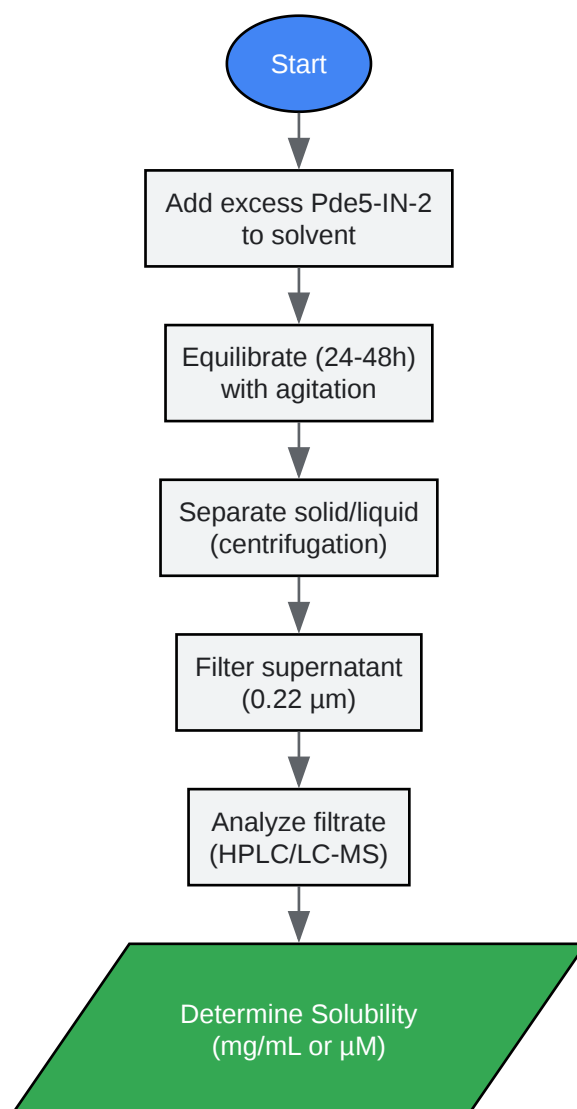 Start
Add excess Pde5-IN-2
to solvent
Equilibrate (24-48h)
with agitation
Separate solid/liquid
(centrifugation)
Filter supernatant
(0.22 µm)
Analyze filtrate
(HPLC/LC-MS)
Determine Solubility
(mg/mL or µM)